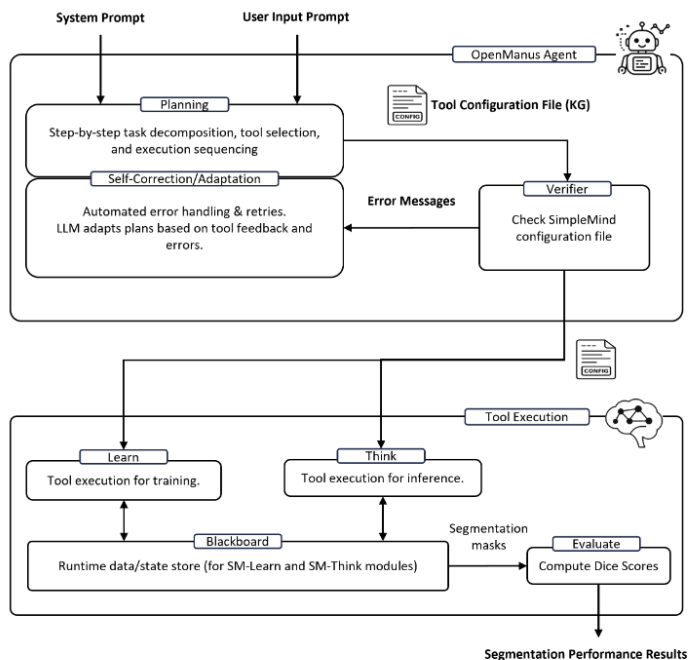 System Prompt
User Input Prompt
OpenManus Agent
Planning
Step-by-step task decomposition, tool selection,
and execution sequencing
CONFIG
Tool Configuration File (KG)
Self-Correction/Adaptation
Automated error handling & retries.
LLM adapts plans based on tool feedback and
errors.
Error Messages
Verifier
Check SimpleMind
configuration file
CONFIG
Tool Execution
Learn
Tool execution for training.
Think
Tool execution for inference.
Blackboard
Runtime data/state store (for SM-Learn and SM-Think modules)
Segmentation
masks
Evaluate
Compute Dice Scores
Segmentation Performance Results